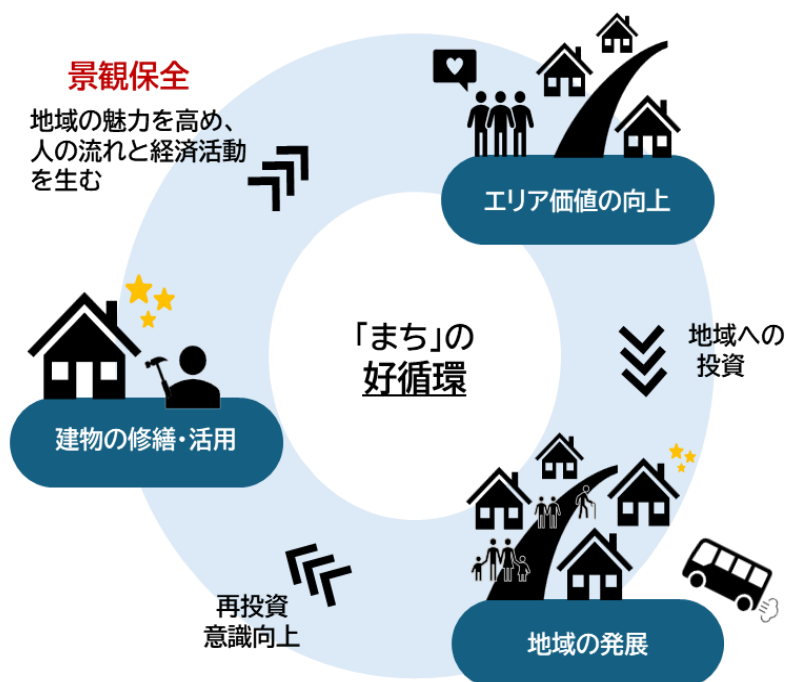 景観保全
地域の魅力を高め、
人の流れと経済活動
を生む
エリア価値の向上
「まち」の
好循環
地域への
投資
建物の修繕・活用
再投資
意識向上
地域の発展